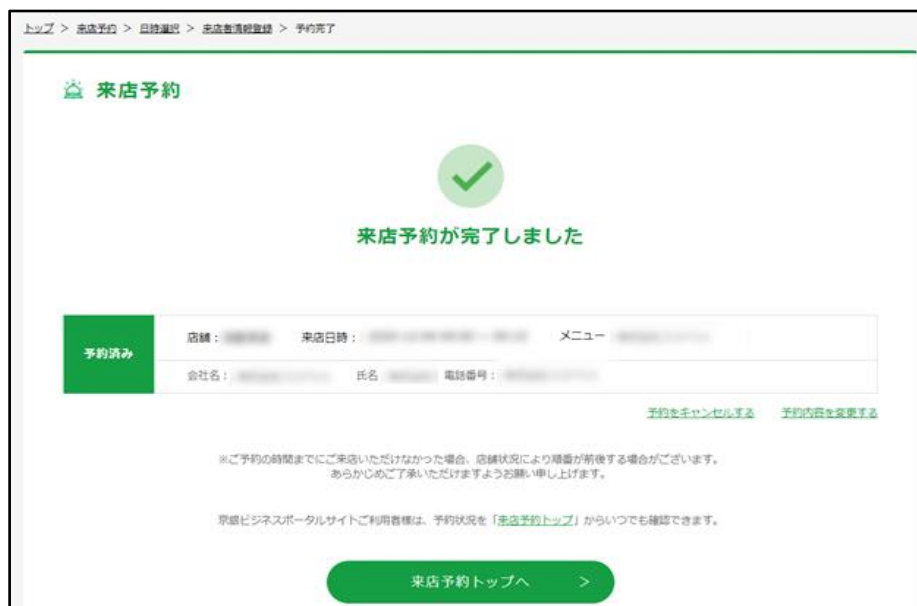 トップ > 来店予約 > 日時選択 > 来店者情報登録 > 予約完了
来店予約
来店予約が完了しました
予約済み
店舗： 来店日時： メニュー
会社名： 氏名 電話番号：
予約をキャンセルする 予約内容を変更する
※ご予約の時間までにご来店いただけなかった場合、店舗状況により順番が前後する場合がございます。
あらかじめご了承いただけますようお願い申し上げます。
京銀ビジネスポータルサイトご利用者様は、予約状況を「来店予約トップ」からいつでも確認できます。
来店予約トップへ >